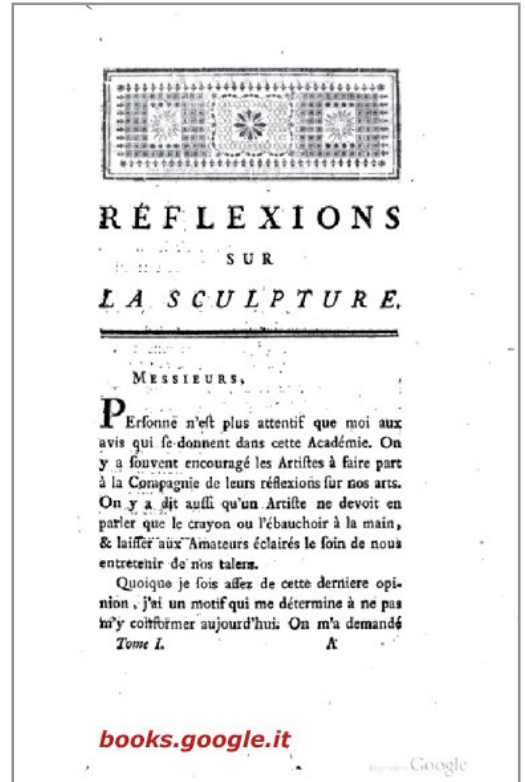 RÉFLEXIONS
SUR
LA SCULPTURE.
MESSIEURS,
PErſonne n'eſt plus attentif que moi aux
avis qui ſe donnent dans cette Académie. On
y a ſouvent encouragé les Artiſtes à faire part
à la Compagnie de leurs réflexions ſur nos arts.
On y a dit auſſi qu'un Artiſte ne devoit en
parler que le crayon ou l'ébauchoir à la main,
& laiſſer aux Amateurs éclairés le ſoin de nous
entretenir de nos talens.
Quoique je ſois aſſez de cette derniere opi-
nion, j'ai un motif qui me détermine à ne pas
m'y conformer aujourd'hui. On m'a demandé
Tome I. A
books.google.it
Google